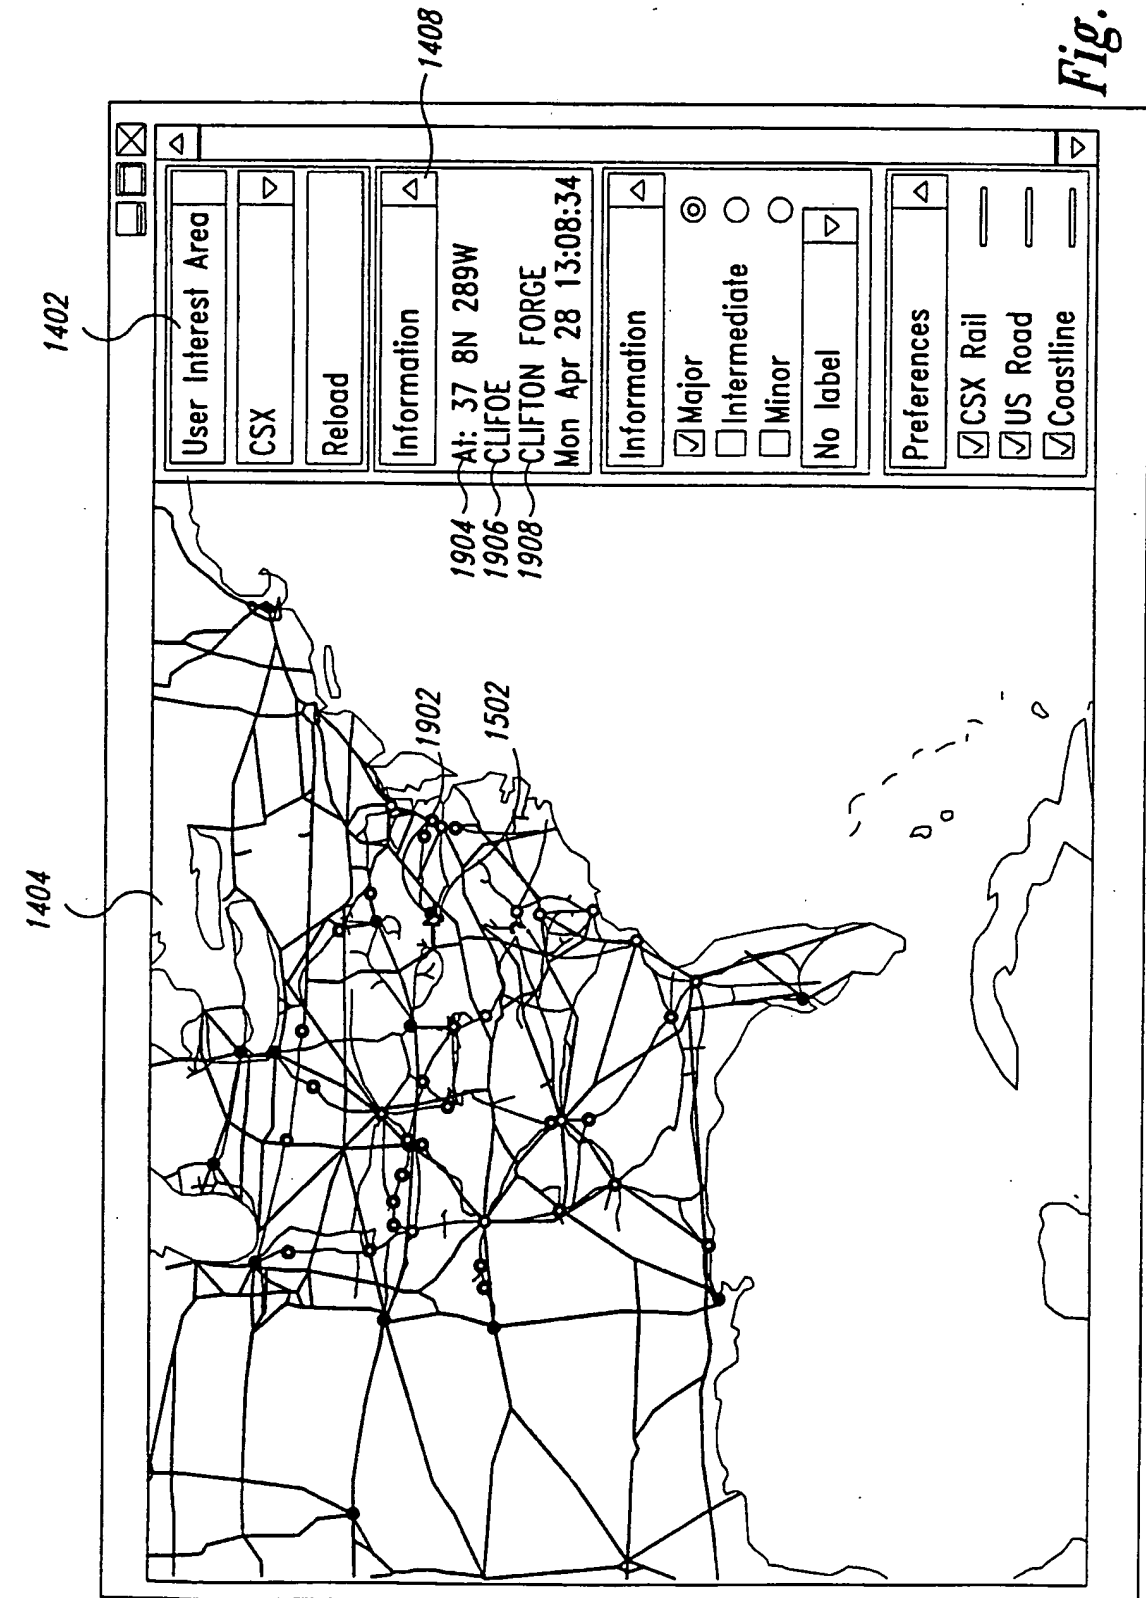 1402
1404
User Interest Area
CSX
Reload
1408
Information
1904 At: 37 8N 289W
1906 CLIFOE
1908 CLIFTON FORGE
Mon Apr 28 13:08:34
Information
Major
Intermediate
Minor
No label
Preferences
CSX Rail
US Road
Coastline
1902
1502
Fig.